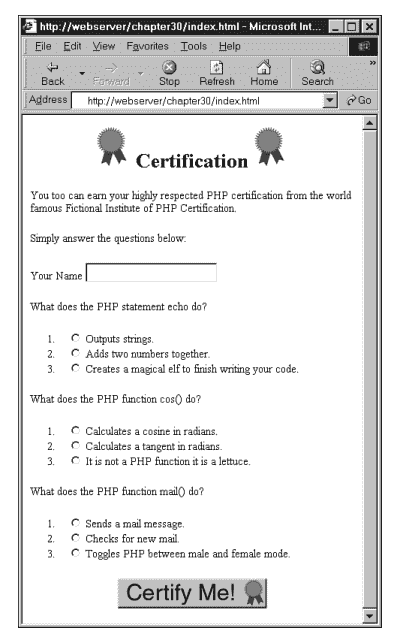 http://webserver/chapter30/index.html - Microsoft Int...
File Edit View Favorites Tools Help
Back Forward Stop Refresh Home Search
Address http://webserver/chapter30/index.html Go
Certification
You too can earn your highly respected PHP certification from the world
famous Fictional Institute of PHP Certification.
Simply answer the questions below:
Your Name
What does the PHP statement echo do?
1. Outputs strings.
2. Adds two numbers together.
3. Creates a magical elf to finish writing your code.
What does the PHP function cos() do?
1. Calculates a cosine in radians.
2. Calculates a tangent in radians.
3. It is not a PHP function it is a lettuce.
What does the PHP function mail() do?
1. Sends a mail message.
2. Checks for new mail.
3. Toggles PHP between male and female mode.
Certify Me!